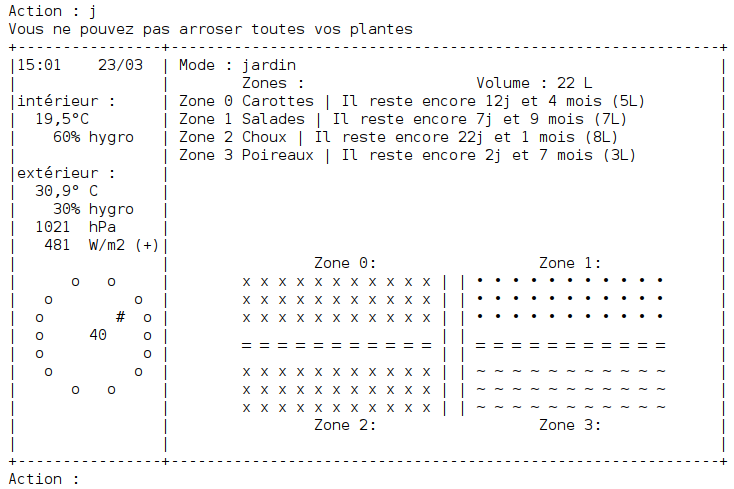 Action : j
Vous ne pouvez pas arroser toutes vos plantes
+----------------+-------------------------------------------------------------+
|15:01    23/03  | Mode : jardin                                               |
|                |        Zones :                   Volume : 22 L              |
|intérieur :     | Zone 0 Carottes | Il reste encore 12j et 4 mois (5L)        |
|  19,5°C        | Zone 1 Salades | Il reste encore 7j et 9 mois (7L)          |
|    60% hygro   | Zone 2 Choux | Il reste encore 22j et 1 mois (8L)           |
|                | Zone 3 Poireaux | Il reste encore 2j et 7 mois (3L)         |
|extérieur :     |                                                             |
|  30,9° C       |                                                             |
|    30% hygro   |                                                             |
|  1021  hPa     |                                                             |
|   481  W/m2 (+)|                                                             |
|                |                Zone 0:                  Zone 1:             |
|      o   o     |        x x x x x x x x x x x | | • • • • • • • • • • •      |
|   o         o  |        x x x x x x x x x x x | | • • • • • • • • • • •      |
|  o        #  o |        x x x x x x x x x x x | | • • • • • • • • • • •      |
|  o     40    o |        = = = = = = = = = = = | | = = = = = = = = = = =      |
|  o           o |                                                             |
|   o         o  |        x x x x x x x x x x x | | ~ ~ ~ ~ ~ ~ ~ ~ ~ ~ ~      |
|      o   o     |        x x x x x x x x x x x | | ~ ~ ~ ~ ~ ~ ~ ~ ~ ~ ~      |
|                |        x x x x x x x x x x x | | ~ ~ ~ ~ ~ ~ ~ ~ ~ ~ ~      |
|                |                Zone 2:                  Zone 3:             |
|                |                                                             |
+----------------+-------------------------------------------------------------+
Action :